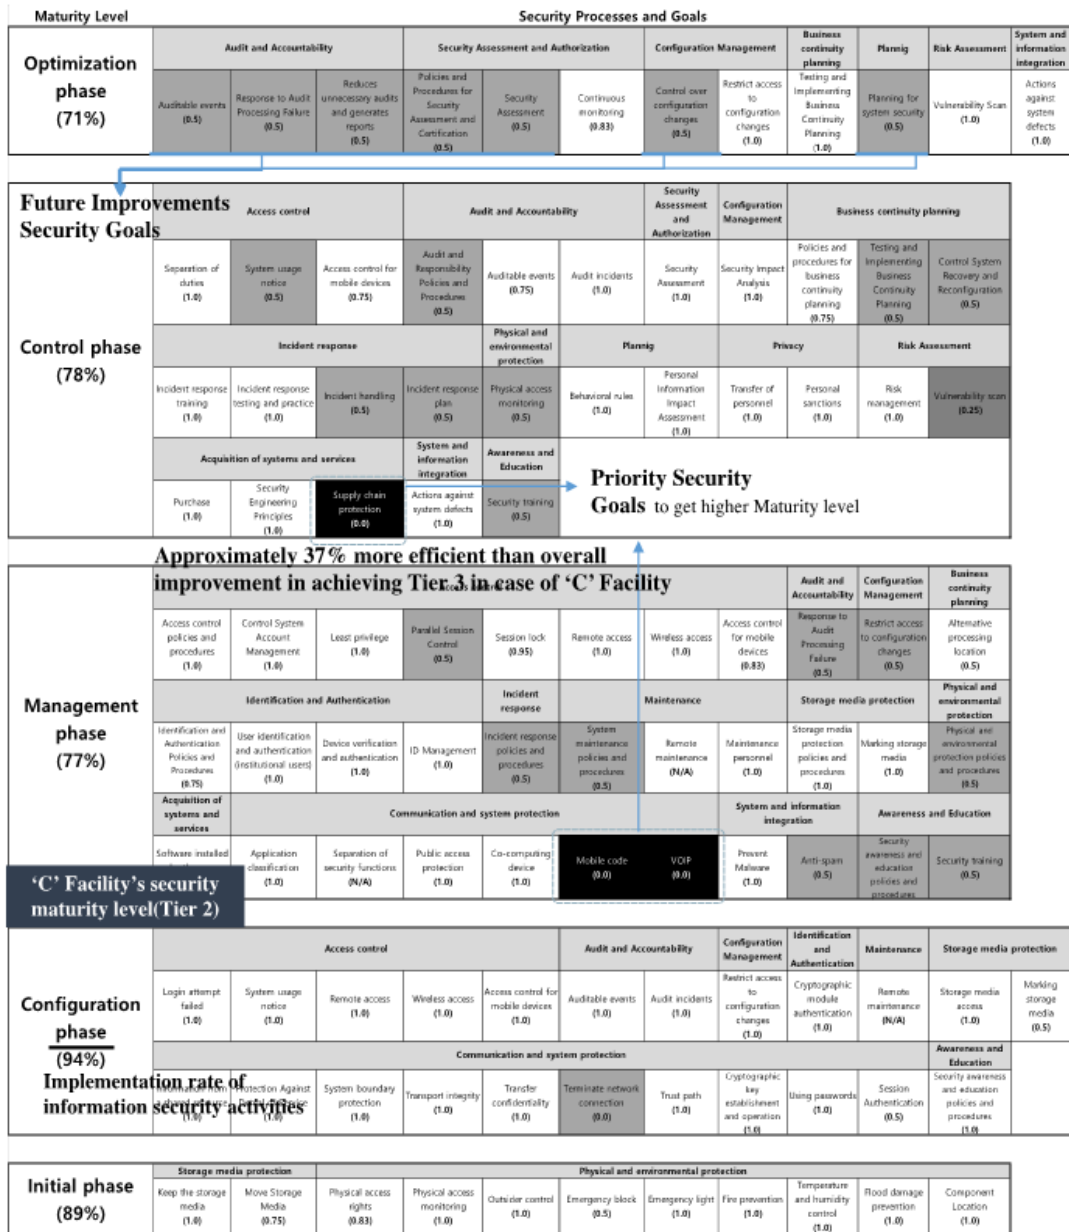 Maturity Level
Security Processes and Goals
Optimization
phase
(71%)
Audit and Accountability
Security Assessment and Authorization
Configuration Management
Business
continuity
planning
Plannig
Risk Assessment
System and
information
integration
Auditable events
(0.5)
Response to Audit
Processing Failure
(0.5)
Reduces
unnecessary audits
and generates
reports
(0.5)
Policies and
Procedures for
Security
Assessment and
Certification
(0.5)
Security
Assessment
(0.5)
Continuous
monitoring
(0.83)
Control over
configuration
changes
(0.5)
Restrict access
to
configuration
changes
(1.0)
Testing and
Implementing
Business
Continuity
Planning
(1.0)
Planning for
system security
(0.5)
Vulnerability Scan
(1.0)
Actions
against
system
defects
(1.0)
Future Improvements
Security Goals
Control phase
(78%)
Access control
Audit and Accountability
Security
Assessment
and
Authorization
Configuration
Management
Business continuity planning
Separation of
duties
(1.0)
System usage
notice
(0.5)
Access control for
mobile devices
(0.75)
Audit and
Responsibility
Policies and
Procedures
(0.5)
Auditable events
(0.75)
Audit incidents
(1.0)
Security
Assessment
(1.0)
Security Impact
Analysis
(1.0)
Policies and
procedures for
business
continuity
planning
(0.75)
Testing and
Implementing
Business
Continuity
Planning
(0.5)
Control System
Recovery and
Reconfiguration
(0.5)
Incident response
Physical and
environmental
protection
Plannig
Privacy
Risk Assessment
Incident response
training
(1.0)
Incident response
testing and practice
(1.0)
Incident handling
(0.5)
Incident response
plan
(0.5)
Physical access
monitoring
(0.5)
Behavioral rules
(1.0)
Personal
Information
Impact
Assessment
(1.0)
Transfer of
personnel
(1.0)
Personal
sanctions
(1.0)
Risk
management
(1.0)
Vulnerability scan
(0.25)
Acquisition of systems and services
System and
information
integration
Awareness and
Education
Purchase
(1.0)
Security
Engineering
Principles
(1.0)
Supply chain
protection
(0.0)
Actions against
system defects
(1.0)
Security training
(0.5)
Priority Security
Goals to get higher Maturity level
Approximately 37% more efficient than overall
improvement in achieving Tier 3 in case of ‘C’ Facility
Management
phase
(77%)
Audit and
Accountability
Configuration
Management
Business
continuity
planning
Access control
policies and
procedures
(1.0)
Control System
Account
Management
(1.0)
Least privilege
(1.0)
Parallel Session
Control
(0.5)
Session lock
(0.95)
Remote access
(1.0)
Wireless access
(1.0)
Access control
for mobile
devices
(0.83)
Response to
Audit
Processing
Failure
(0.5)
Restrict access
to configuration
changes
(0.5)
Alternative
processing
location
(0.5)
Identification and Authentication
Incident
response
Maintenance
Storage media protection
Physical and
environmental
protection
Identification and
Authentication
Policies and
Procedures
(0.75)
User identification
and authentication
(institutional users)
(1.0)
Device verification
and authentication
(1.0)
ID Management
(1.0)
Incident response
policies and
procedures
(0.5)
System
maintenance
policies and
procedures
(0.5)
Remote
maintenance
(N/A)
Maintenance
personnel
(1.0)
Storage media
protection
policies and
procedures
(1.0)
Marking storage
media
(1.0)
Physical and
environmental
protection policies
and procedures
(0.5)
Acquisition of
systems and
services
Communication and system protection
System and information
integration
Awareness and Education
Software installed
Application
classification
(1.0)
Separation of
security functions
(N/A)
Public access
protection
(1.0)
Co-computing
device
(1.0)
Mobile code
(0.0)
VOIP
(0.0)
Prevent
Malware
(1.0)
Anti-spam
(0.5)
Security
awareness and
education
policies and
procedures
Security training
(0.5)
‘C’ Facility’s security
maturity level(Tier 2)
Configuration
phase
(94%)
Access control
Audit and Accountability
Configuration
Management
Identification
and
Authentication
Maintenance
Storage media protection
Login attempt
failed
(1.0)
System usage
notice
(1.0)
Remote access
(1.0)
Wireless access
(1.0)
Access control for
mobile devices
(1.0)
Auditable events
(1.0)
Audit incidents
(1.0)
Restrict access
to
configuration
changes
(1.0)
Cryptographic
module
authentication
(1.0)
Remote
maintenance
(N/A)
Storage media
access
(1.0)
Marking
storage
media
(0.5)
Communication and system protection
Awareness and
Education
Implementation rate of
information security activities
(1.0)
Protection Against
(1.0)
System boundary
protection
(1.0)
Transport integrity
(1.0)
Transfer
confidentiality
(1.0)
Terminate network
connection
(0.0)
Trust path
(1.0)
Cryptographic
key
establishment
and operation
(1.0)
Using passwords
(1.0)
Session
Authentication
(0.5)
Security awareness
and education
policies and
procedures
(1.0)
Initial phase
(89%)
Storage media protection
Physical and environmental protection
Keep the storage
media
(1.0)
Move Storage
Media
(0.75)
Physical access
rights
(0.83)
Physical access
monitoring
(1.0)
Outsider control
(1.0)
Emergency block
(0.5)
Emergency light
(1.0)
Fire prevention
(1.0)
Temperature
and humidity
control
(1.0)
Flood damage
prevention
(1.0)
Component
Location
(1.0)